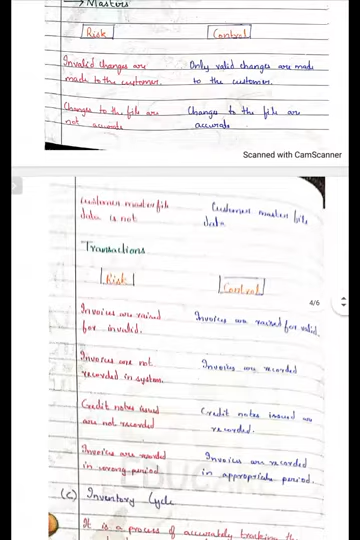 → Masters
Risk Control
Invalid changes are Only valid changes are made
made to the customer. to the customer.
Changes to the file are Changes to the file are
not accurate accurate.
Scanned with CamScanner
Customer master file Customer master file
data is not data
Transactions
Risk Control
4/6
Invoices are raised Invoices are raised for valid.
for invalid.
Invoices are not Invoices are recorded
recorded in system.
Credit notes issued Credit notes issued are
are not recorded recorded.
Invoices are recorded Invoices are recorded
in wrong period. in appropriate period.
(C) Inventory Cycle
It is a process of accurately tracking the